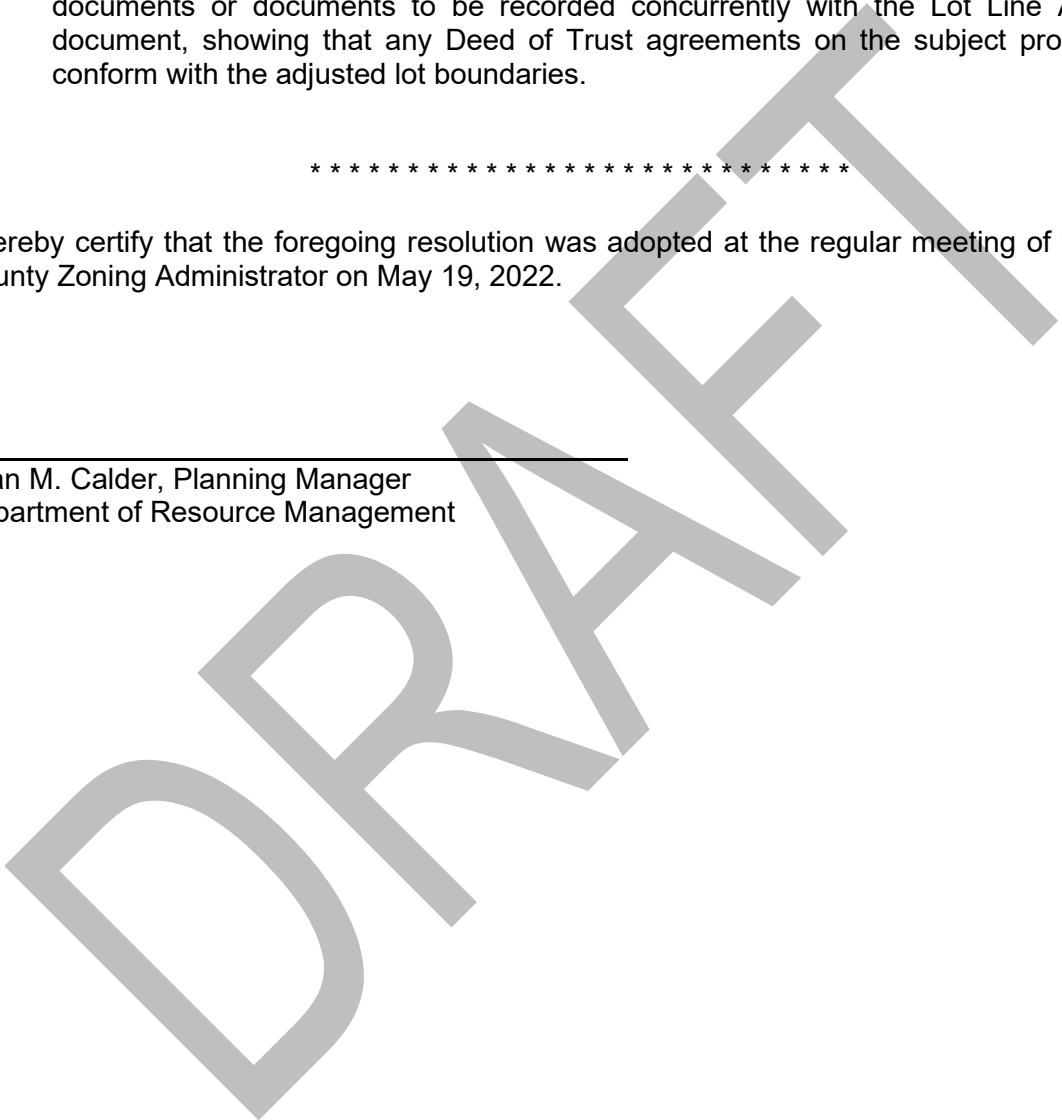 documents or documents to be recorded concurrently with the Lot Line A
document, showing that any Deed of Trust agreements on the subject pro
conform with the adjusted lot boundaries.
* * * * * * * * * * * * * * * * * * * * * * * * * * * *
ereby certify that the foregoing resolution was adopted at the regular meeting of
unty Zoning Administrator on May 19, 2022.
an M. Calder, Planning Manager
partment of Resource Management
DRAFT